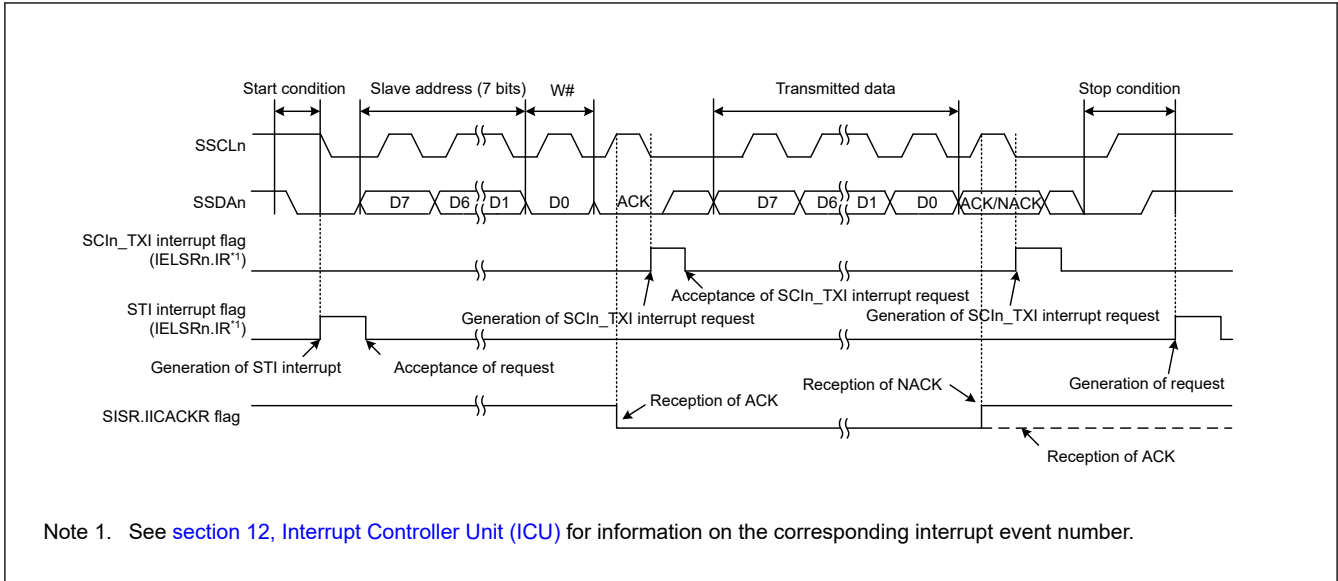 Start condition Slave address (7 bits) W# Transmitted data Stop condition
SSCLn
SSDAn D7 D6 D1 D0 ACK D7 D6 D1 D0 ACK/NACK
SCIn_TXI interrupt flag
(IELSRn.IR*1)
Acceptance of SCIn_TXI interrupt request
Generation of SCIn_TXI interrupt request Generation of SCIn_TXI interrupt request
STI interrupt flag
(IELSRn.IR*1)
Generation of STI interrupt Acceptance of request Generation of request
Reception of NACK
Reception of ACK
SISR.IICACKR flag
Reception of ACK
Note 1. See section 12, Interrupt Controller Unit (ICU) for information on the corresponding interrupt event number.